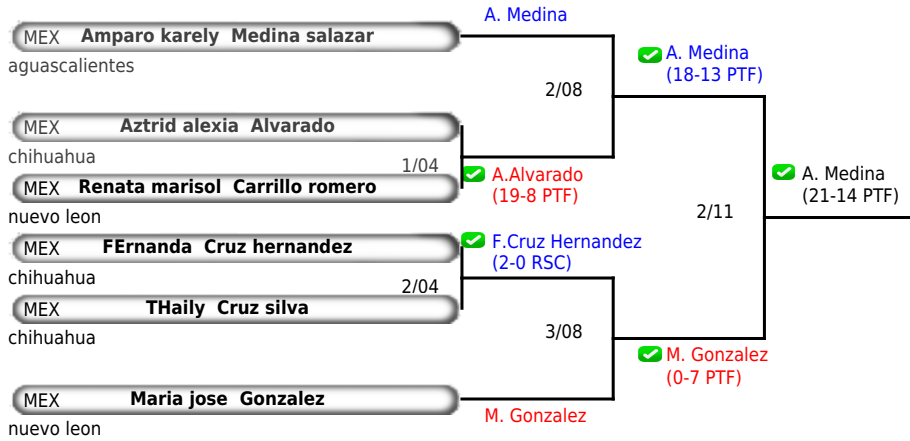 A. Medina
MEX Amparo karely Medina salazar
aguascalientes
A. Medina
(18-13 PTF)
2/08
MEX Aztrid alexia Alvarado
chihuahua
1/04
A.Alvarado
(19-8 PTF)
MEX Renata marisol Carrillo romero
nuevo leon
A. Medina
(21-14 PTF)
2/11
MEX FErnanda Cruz hernandez
chihuahua
F.Cruz Hernandez
(2-0 RSC)
2/04
MEX THaily Cruz silva
chihuahua
3/08
M. Gonzalez
(0-7 PTF)
MEX Maria jose Gonzalez
nuevo leon
M. Gonzalez